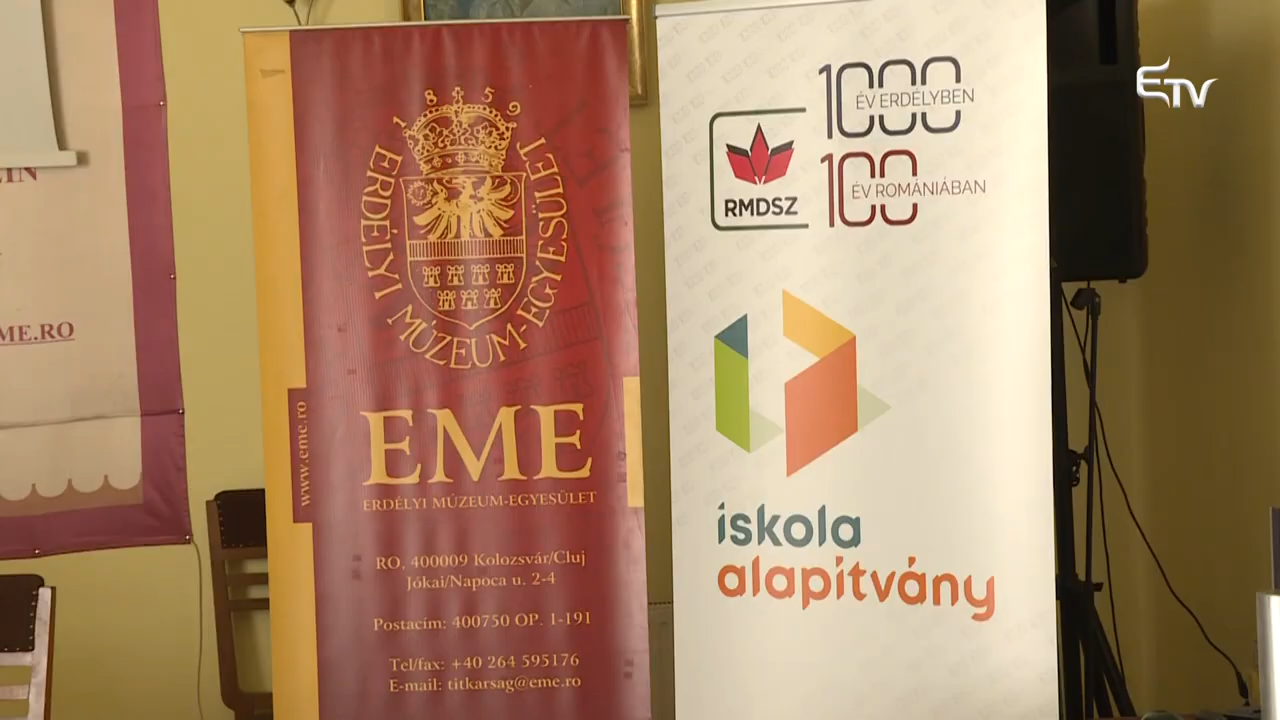 EIN
EME.RO
1859
ERDÉLYI MÚZEUM-EGYESÜLET
www.eme.ro
EME
ERDÉLYI MÚZEUM-EGYESÜLET
RO, 400009 Kolozsvár/Cluj
Jókai/Napoca u. 2-4
Postacím: 400750 OP. 1-191
Tel/fax: +40 264 595176
E-mail: titkarsag@eme.ro
RMDSZ
1000
ÉV ERDÉLYBEN
100
ÉV ROMÁNIÁBAN
iskola
alapítvány
ETV